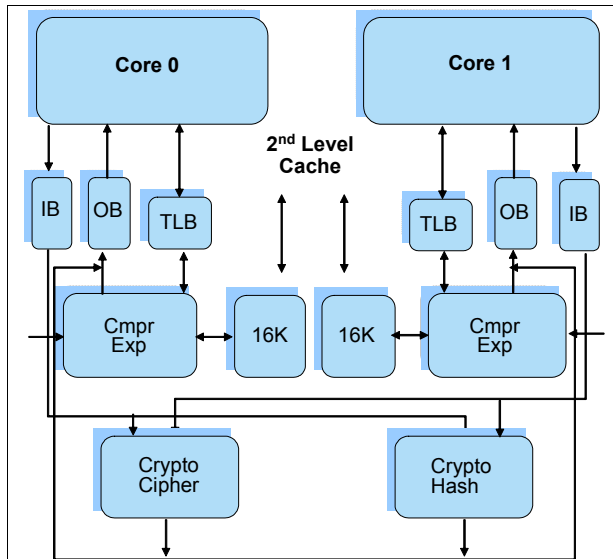 Core 0
Core 1
2nd Level
Cache
IB
OB
TLB
TLB
OB
IB
Cmpr
Exp
16K
16K
Cmpr
Exp
Crypto
Cipher
Crypto
Hash